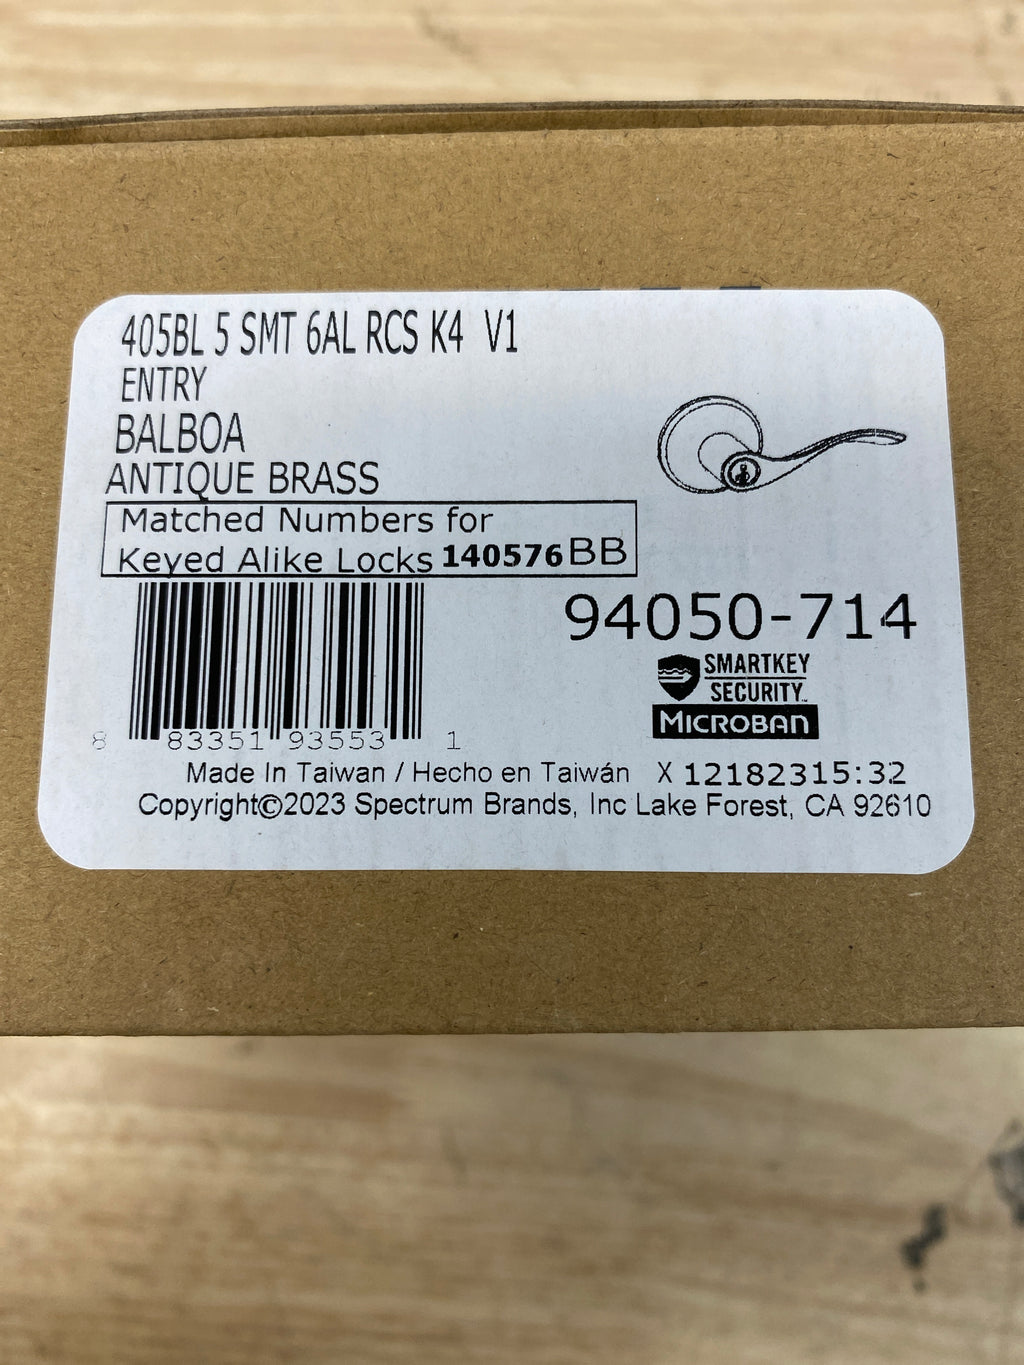 405BL 5 SMT 6AL RCS K4 V1
ENTRY
BALBOA
ANTIQUE BRASS
Matched Numbers for
Keyed Alike Locks 140576BB
94050-714
SMARTKEY
SECURITY™
MICROBAN
8 83351 93553 1
Made In Taiwan / Hecho en Taiwán X 12182315:32
Copyright©2023 Spectrum Brands, Inc Lake Forest, CA 92610